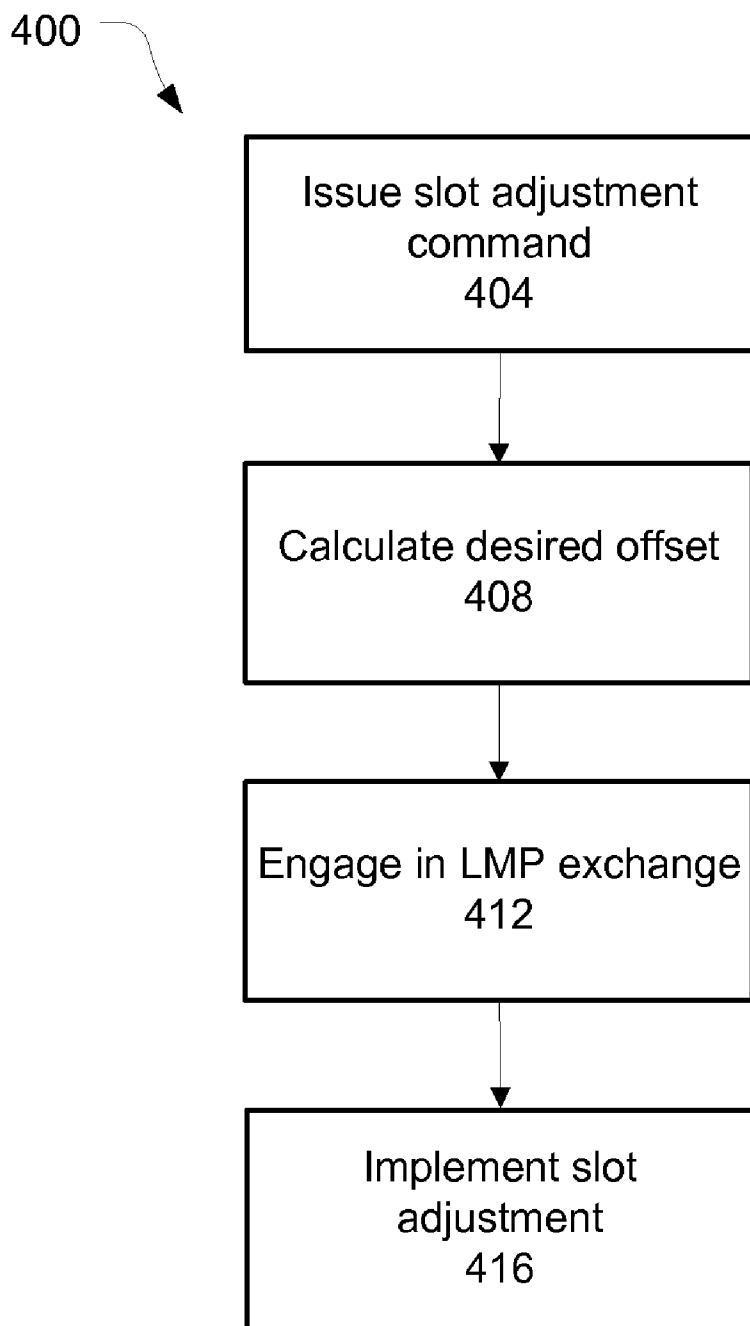 400
Issue slot adjustment
command
404
Calculate desired offset
408
Engage in LMP exchange
412
Implement slot
adjustment
416